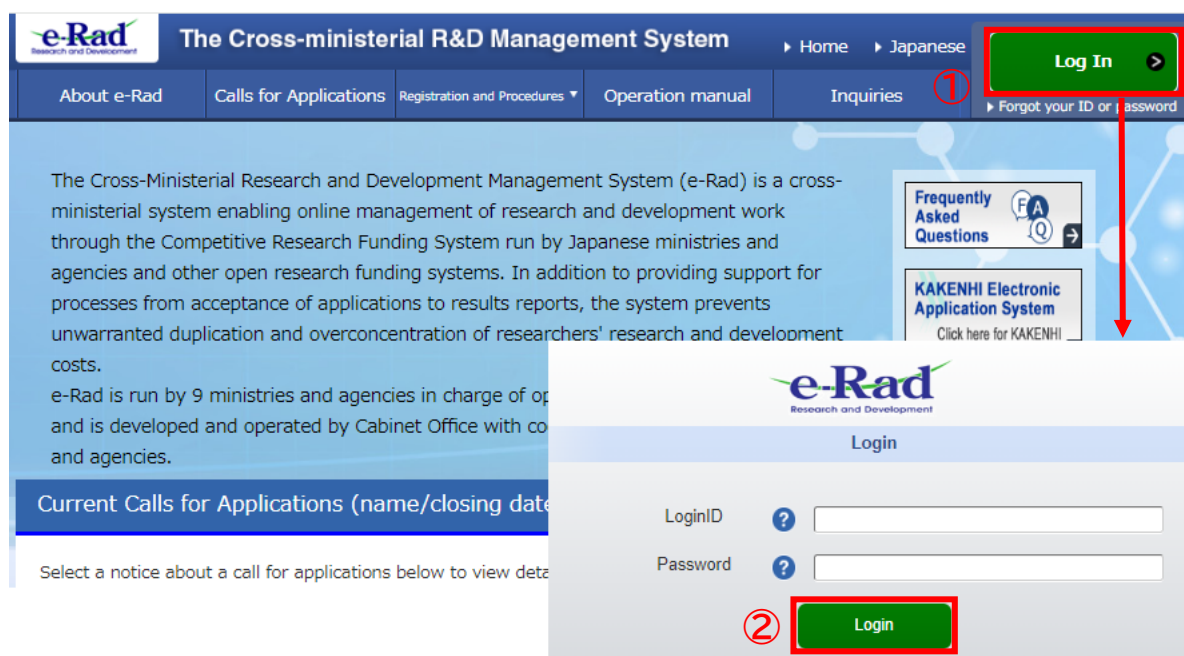 e-Rad
Research and Development
The Cross-ministerial R&D Management System
Home
Japanese
Log In
①
Forgot your ID or password
About e-Rad
Calls for Applications
Registration and Procedures ▼
Operation manual
Inquiries
The Cross-Ministerial Research and Development Management System (e-Rad) is a cross-
ministerial system enabling online management of research and development work
through the Competitive Research Funding System run by Japanese ministries and
agencies and other open research funding systems. In addition to providing support for
processes from acceptance of applications to results reports, the system prevents
unwarranted duplication and overconcentration of researchers' research and development
costs.
e-Rad is run by 9 ministries and agencies in charge of op
and is developed and operated by Cabinet Office with co
and agencies.
Frequently
Asked
Questions
F A
Q
KAKENHI Electronic
Application System
Click here for KAKENHI
Current Calls for Applications (name/closing date
Select a notice about a call for applications below to view deta
e-Rad
Research and Development
Login
LoginID ?
Password ?
②
Login